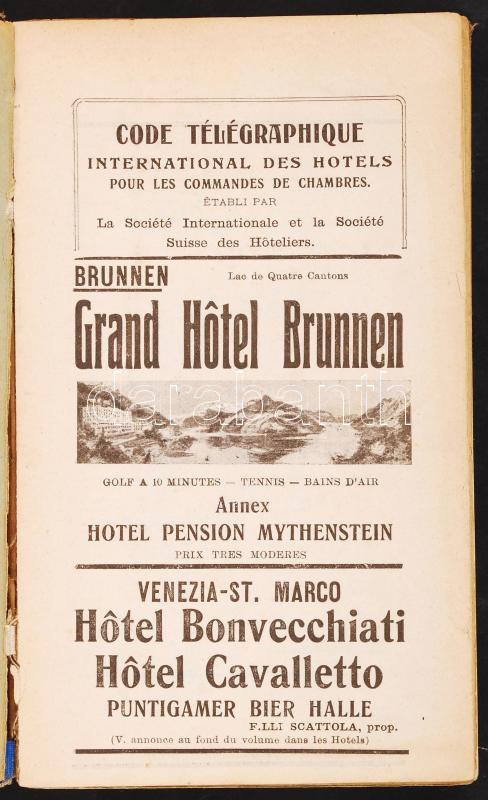 CODE TÉLÉGRAPHIQUE
INTERNATIONAL DES HOTELS
POUR LES COMMANDES DE CHAMBRES.
ÉTABLI PAR
La Société Internationale et la Société
Suisse des Hôteliers.
BRUNNEN Lac de Quatre Cantons
Grand Hôtel Brunnen
darabanth
GOLF A 10 MINUTES — TENNIS — BAINS D'AIR
Annex
HOTEL PENSION MYTHENSTEIN
PRIX TRES MODERES
VENEZIA-ST. MARCO
Hôtel Bonvecchiati
Hôtel Cavalletto
PUNTIGAMER BIER HALLE
F.LLI SCATTOLA, prop.
(V. annonce au fond du volume dans les Hotels)